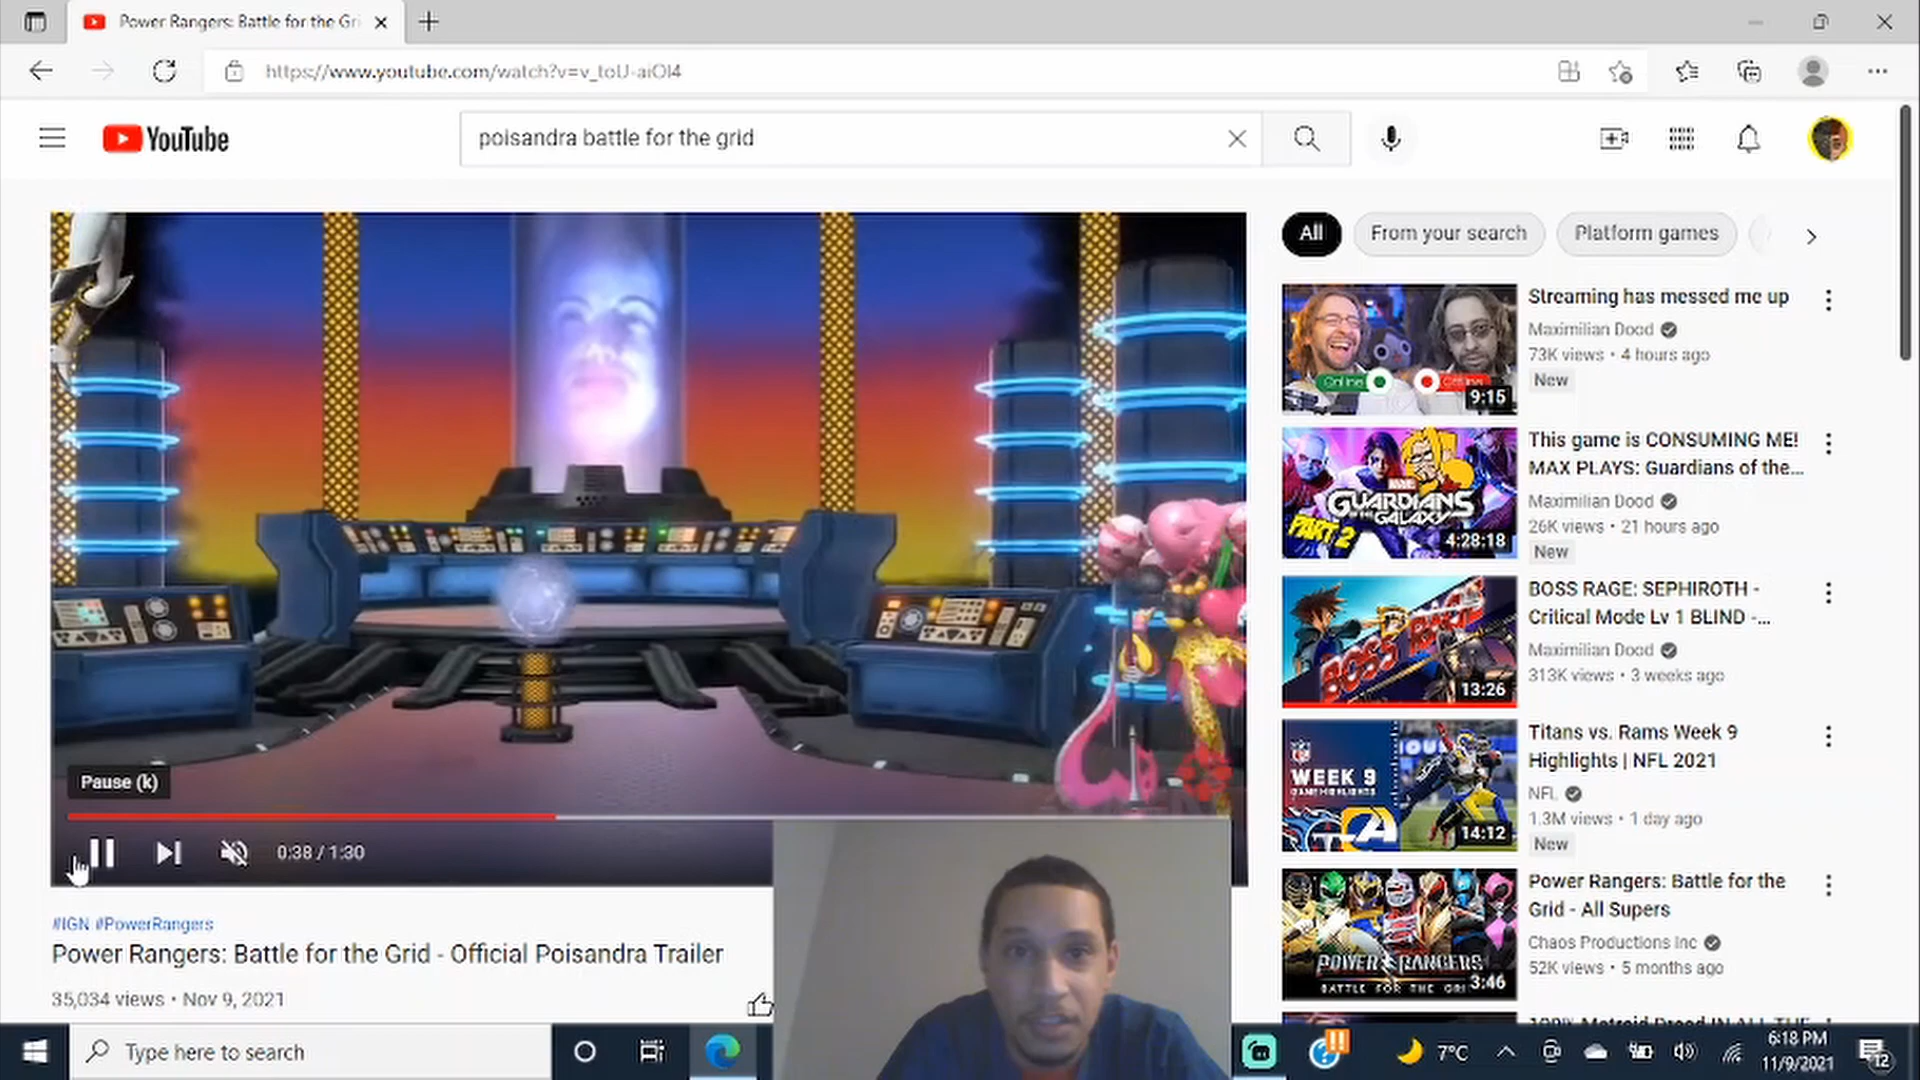 Power Rangers: Battle for the Gri
https://www.youtube.com/watch?v=v_toU-aiOI4
YouTube
poisandra battle for the grid
All
From your search
Platform games
Streaming has messed me up
Maximilian Dood
73K views • 4 hours ago
New
Online
9:15
This game is CONSUMING ME!
MAX PLAYS: Guardians of the...
Maximilian Dood
26K views • 21 hours ago
New
GUARDIANS
OF THE GALAXY
PART 2
4:28:18
BOSS RAGE: SEPHIROTH -
Critical Mode Lv 1 BLIND -...
Maximilian Dood
313K views • 3 weeks ago
BOSS RAGE
13:26
Titans vs. Rams Week 9
Highlights | NFL 2021
NFL
1.3M views • 1 day ago
New
WEEK 9
GAME HIGHLIGHTS
14:12
Power Rangers: Battle for the
Grid - All Supers
Chaos Productions Inc
52K views • 5 months ago
POWER RANGERS
BATTLE FOR THE GRI
3:46
Pause (k)
0:38 / 1:30
#IGN #PowerRangers
Power Rangers: Battle for the Grid - Official Poisandra Trailer
35,034 views • Nov 9, 2021
Type here to search
7°C
6:18 PM
11/9/2021
12